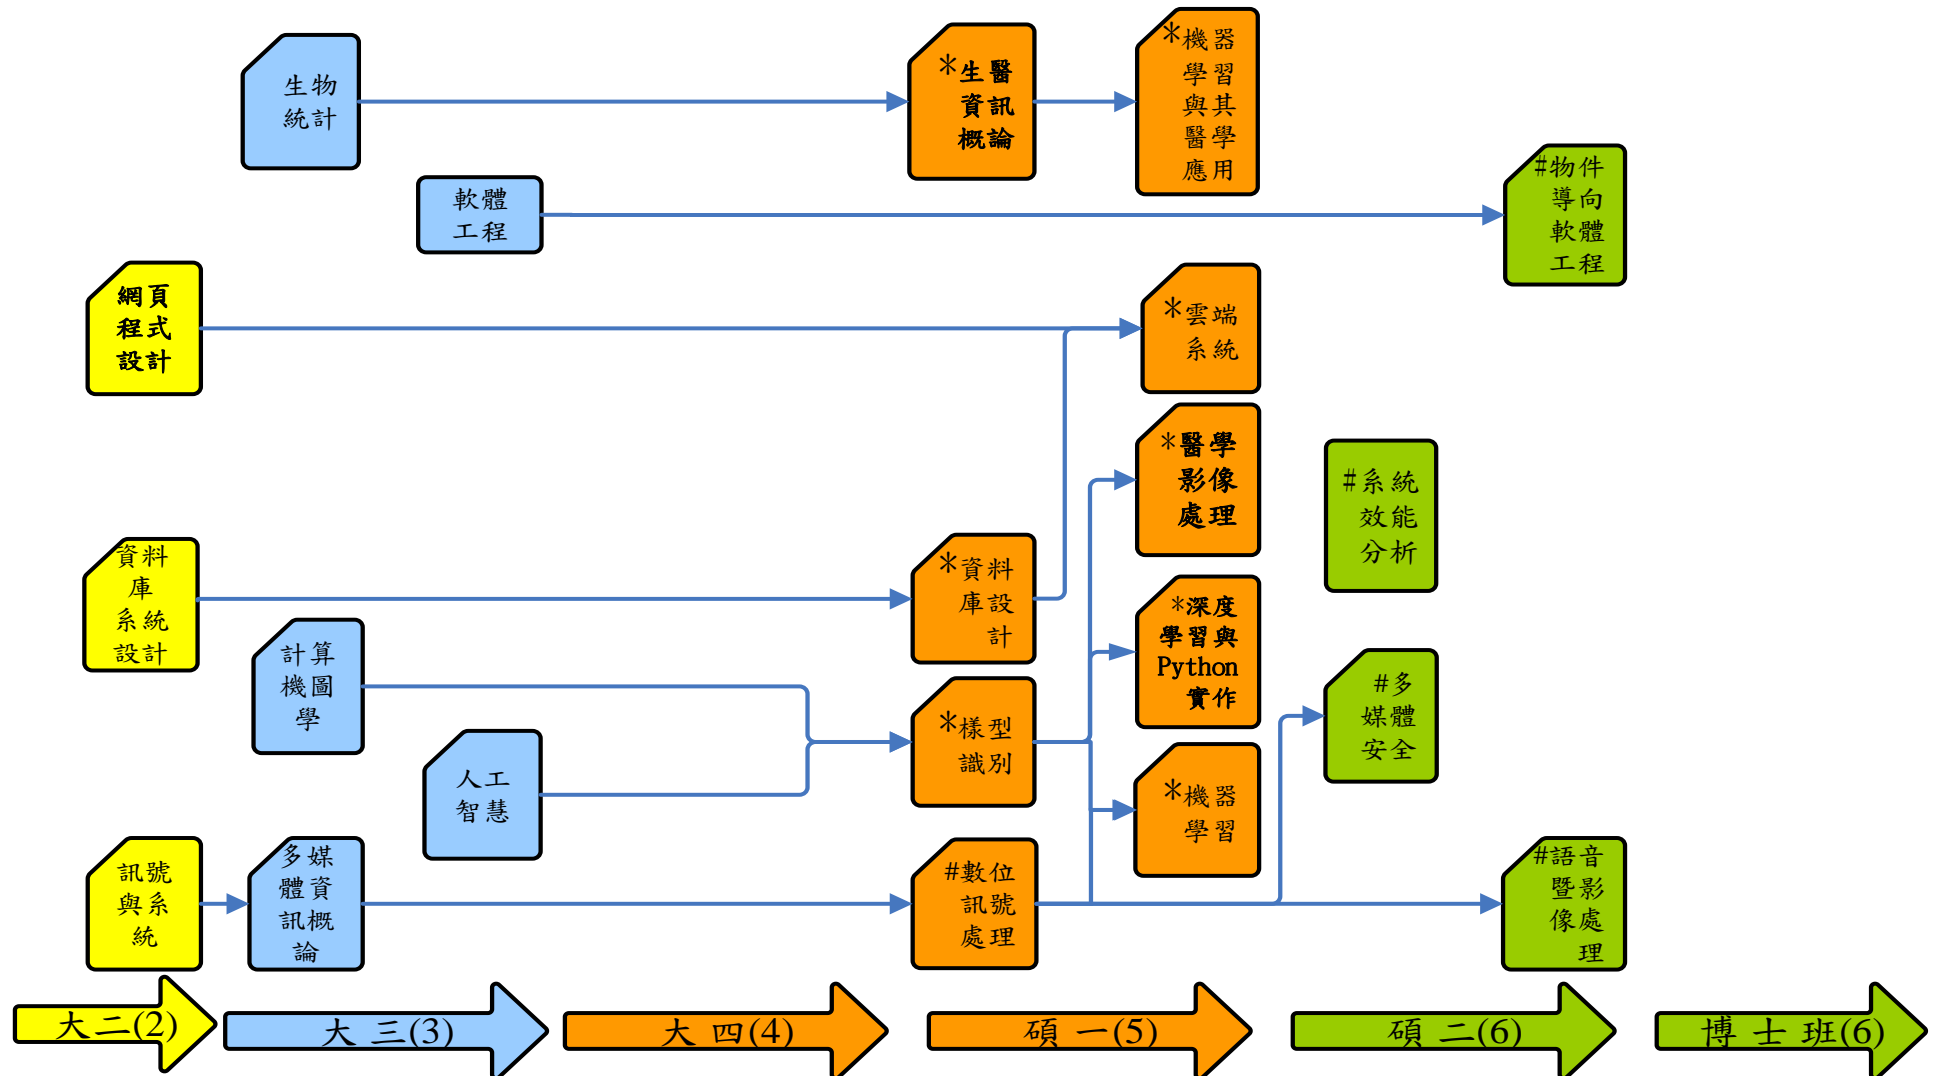 生物
統計
*生醫
資訊
概論
*機器
學習
與其
醫學
應用
軟體
工程
#物件
導向
軟體
工程
網頁
程式
設計
*雲端
系統
*醫學
影像
處理
#系統
效能
分析
資料
庫
系統
設計
*資料
庫設
計
*深度
學習與
Python
實作
計算
機圖
學
*樣型
識別
#多
媒體
安全
人工
智慧
*機器
學習
訊號
與系
統
多媒
體資
訊概
論
#數位
訊號
處理
#語音
暨影
像處
理
大二(2)
大 三(3)
大 四(4)
碩 一(5)
碩 二(6)
博 士 班(6)